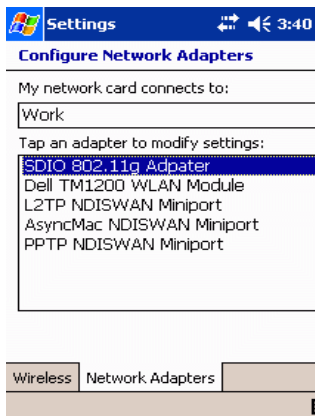 Settings 3:40
Configure Network Adapters
My network card connects to:
Work
Tap an adapter to modify settings:
SDIO 802.11g Adpater
Dell TM1200 WLAN Module
L2TP NDISWAN Miniport
AsyncMac NDISWAN Miniport
PPTP NDISWAN Miniport
Wireless Network Adapters